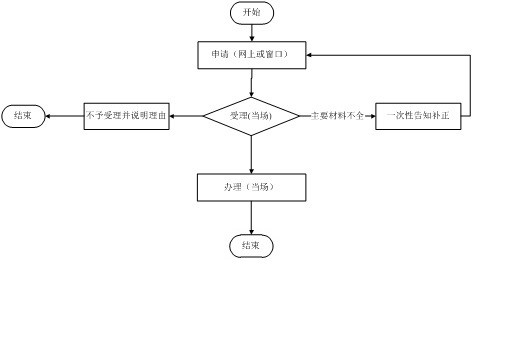 开始
申请（网上或窗口）
结束
不予受理并说明理由
受理(当场)
主要材料不全
一次性告知补正
办理（当场）
结束